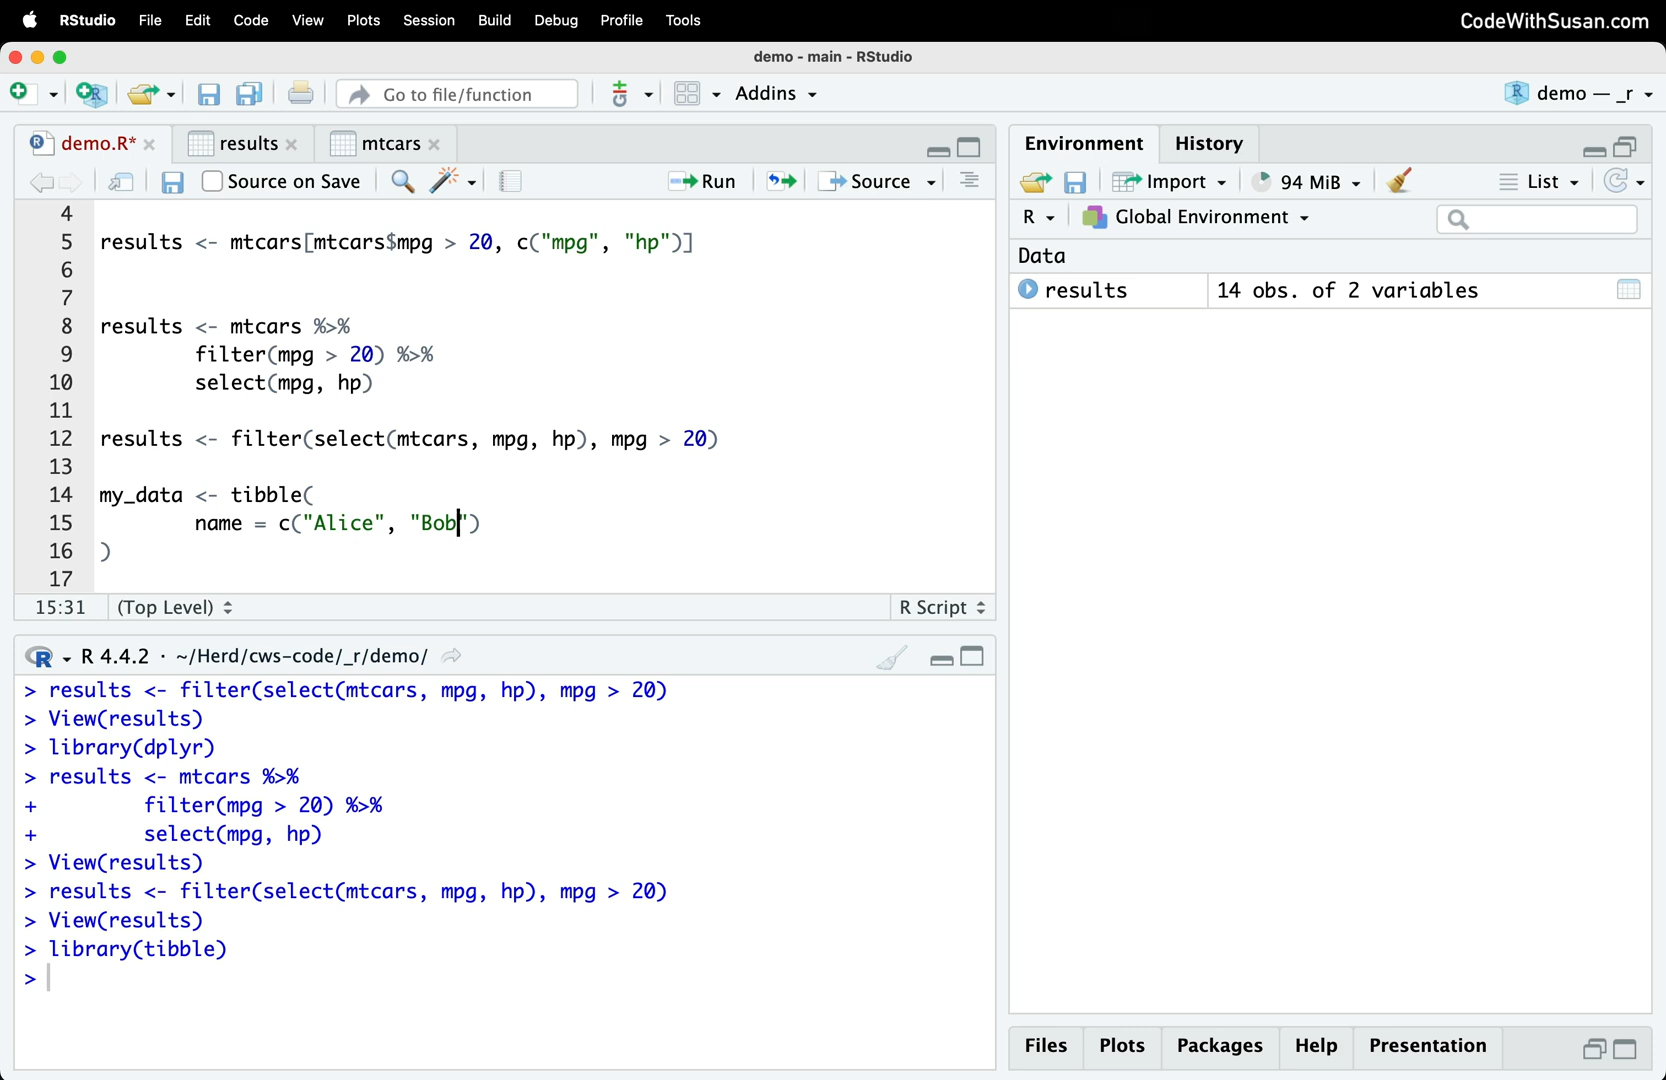 RStudio File Edit Code View Plots Session Build Debug Profile Tools
CodeWithSusan.com
demo - main - RStudio
Go to file/function
Addins
demo — _r
demo.R*
results
mtcars
Source on Save
Run
Source
4
5 results <- mtcars[mtcars$mpg > 20, c("mpg", "hp")]
6
7
8 results <- mtcars %>%
9 filter(mpg > 20) %>%
10 select(mpg, hp)
11
12 results <- filter(select(mtcars, mpg, hp), mpg > 20)
13
14 my_data <- tibble(
15 name = c("Alice", "Bob")
16 )
17
15:31 (Top Level) R Script
R 4.4.2 · ~/Herd/cws-code/_r/demo/
> results <- filter(select(mtcars, mpg, hp), mpg > 20)
> View(results)
> library(dplyr)
> results <- mtcars %>%
+ filter(mpg > 20) %>%
+ select(mpg, hp)
> View(results)
> results <- filter(select(mtcars, mpg, hp), mpg > 20)
> View(results)
> library(tibble)
>
Environment History
Import 94 MiB List
R Global Environment
Data
results 14 obs. of 2 variables
Files Plots Packages Help Presentation